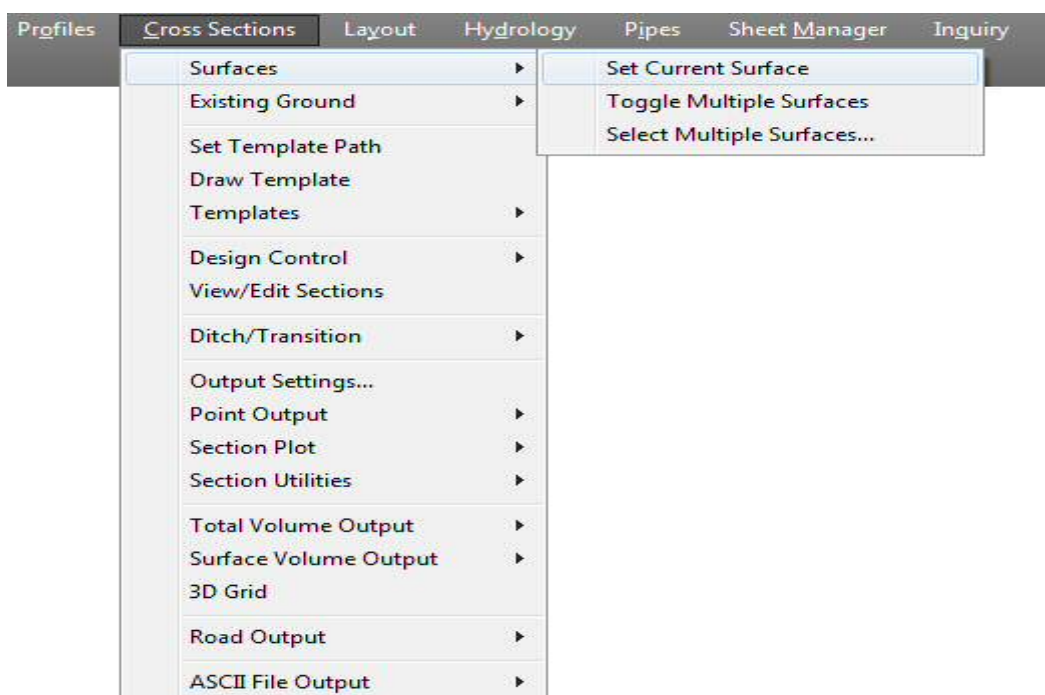 Profiles Cross Sections Layout Hydrology Pipes Sheet Manager Inquiry
Surfaces
Set Current Surface
Existing Ground
Toggle Multiple Surfaces
Select Multiple Surfaces...
Set Template Path
Draw Template
Templates
Design Control
View/Edit Sections
Ditch/Transition
Output Settings...
Point Output
Section Plot
Section Utilities
Total Volume Output
Surface Volume Output
3D Grid
Road Output
ASCII File Output